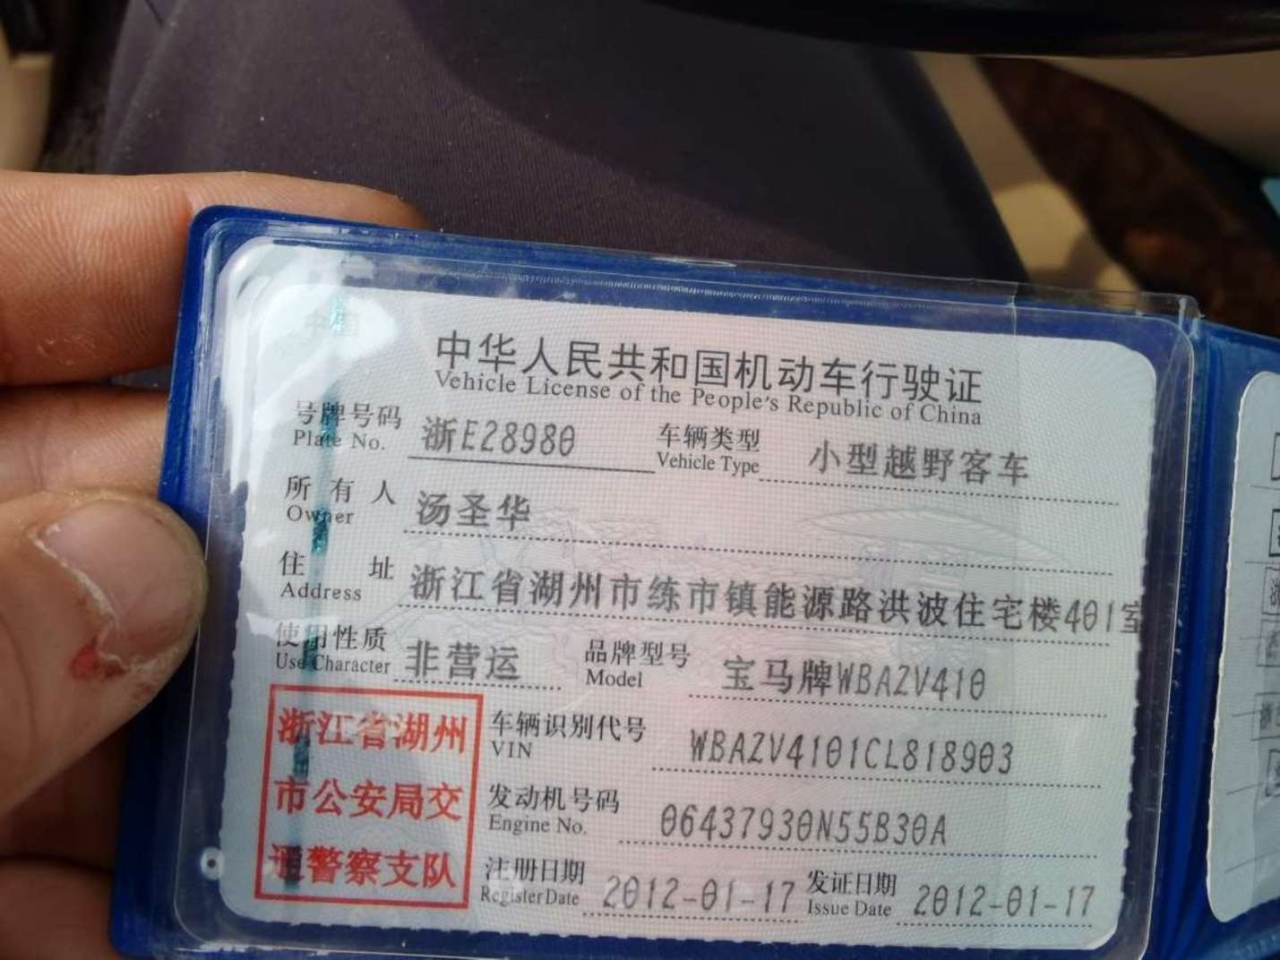 中华人民共和国机动车行驶证
Vehicle License of the People's Republic of China
号牌号码 浙E28980 车辆类型 小型越野客车
Plate No. Vehicle Type
所有人 汤圣华
Owner
住址 浙江省湖州市练市镇能源路洪波住宅楼401室
Address
使用性质 非营运 品牌型号 宝马牌WBAZV410
Use Character Model
浙江省湖州
市公安局交
通警察支队
车辆识别代号 WBAZV4101CL818903
VIN
发动机号码 06437930N55B30A
Engine No.
注册日期 2012-01-17 发证日期 2012-01-17
Register Date Issue Date